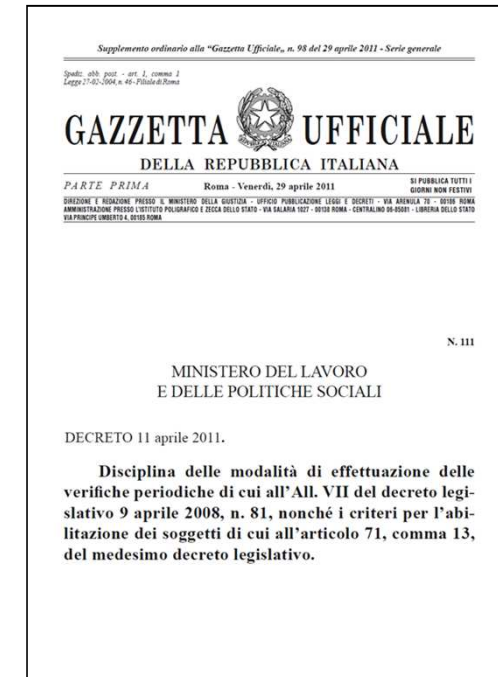 Supplemento ordinario alla "Gazzetta Ufficiale„ n. 98 del 29 aprile 2011 - Serie generale
Spediz. abb. post. - art. 1, comma 1
Legge 27-02-2004, n. 46 - Filiale di Roma
GAZZETTA UFFICIALE
DELLA REPUBBLICA ITALIANA
PARTE PRIMA
Roma - Venerdì, 29 aprile 2011
SI PUBBLICA TUTTI I
GIORNI NON FESTIVI
DIREZIONE E REDAZIONE PRESSO IL MINISTERO DELLA GIUSTIZIA - UFFICIO PUBBLICAZIONE LEGGI E DECRETI - VIA ARENULA 70 - 00186 ROMA
AMMINISTRAZIONE PRESSO L'ISTITUTO POLIGRAFICO E ZECCA DELLO STATO - VIA SALARIA 1027 - 00138 ROMA - CENTRALINO 06-85081 - LIBRERIA DELLO STATO
VIA PRINCIPE UMBERTO 4, 00185 ROMA
N. 111
MINISTERO DEL LAVORO
E DELLE POLITICHE SOCIALI
DECRETO 11 aprile 2011.
Disciplina delle modalità di effettuazione delle
verifiche periodiche di cui all'All. VII del decreto legi-
slativo 9 aprile 2008, n. 81, nonché i criteri per l'abi-
litazione dei soggetti di cui all'articolo 71, comma 13,
del medesimo decreto legislativo.